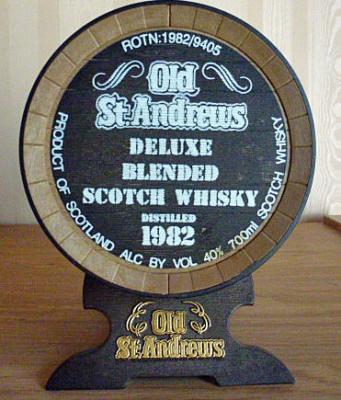 ROTN:1982/9405
Old
St. Andrews
DELUXE
BLENDED
SCOTCH WHISKY
DISTILLED
1982
PRODUCT OF SCOTLAND ALC BY VOL 40% 700ml SCOTCH WHISKY
Old
St. Andrews